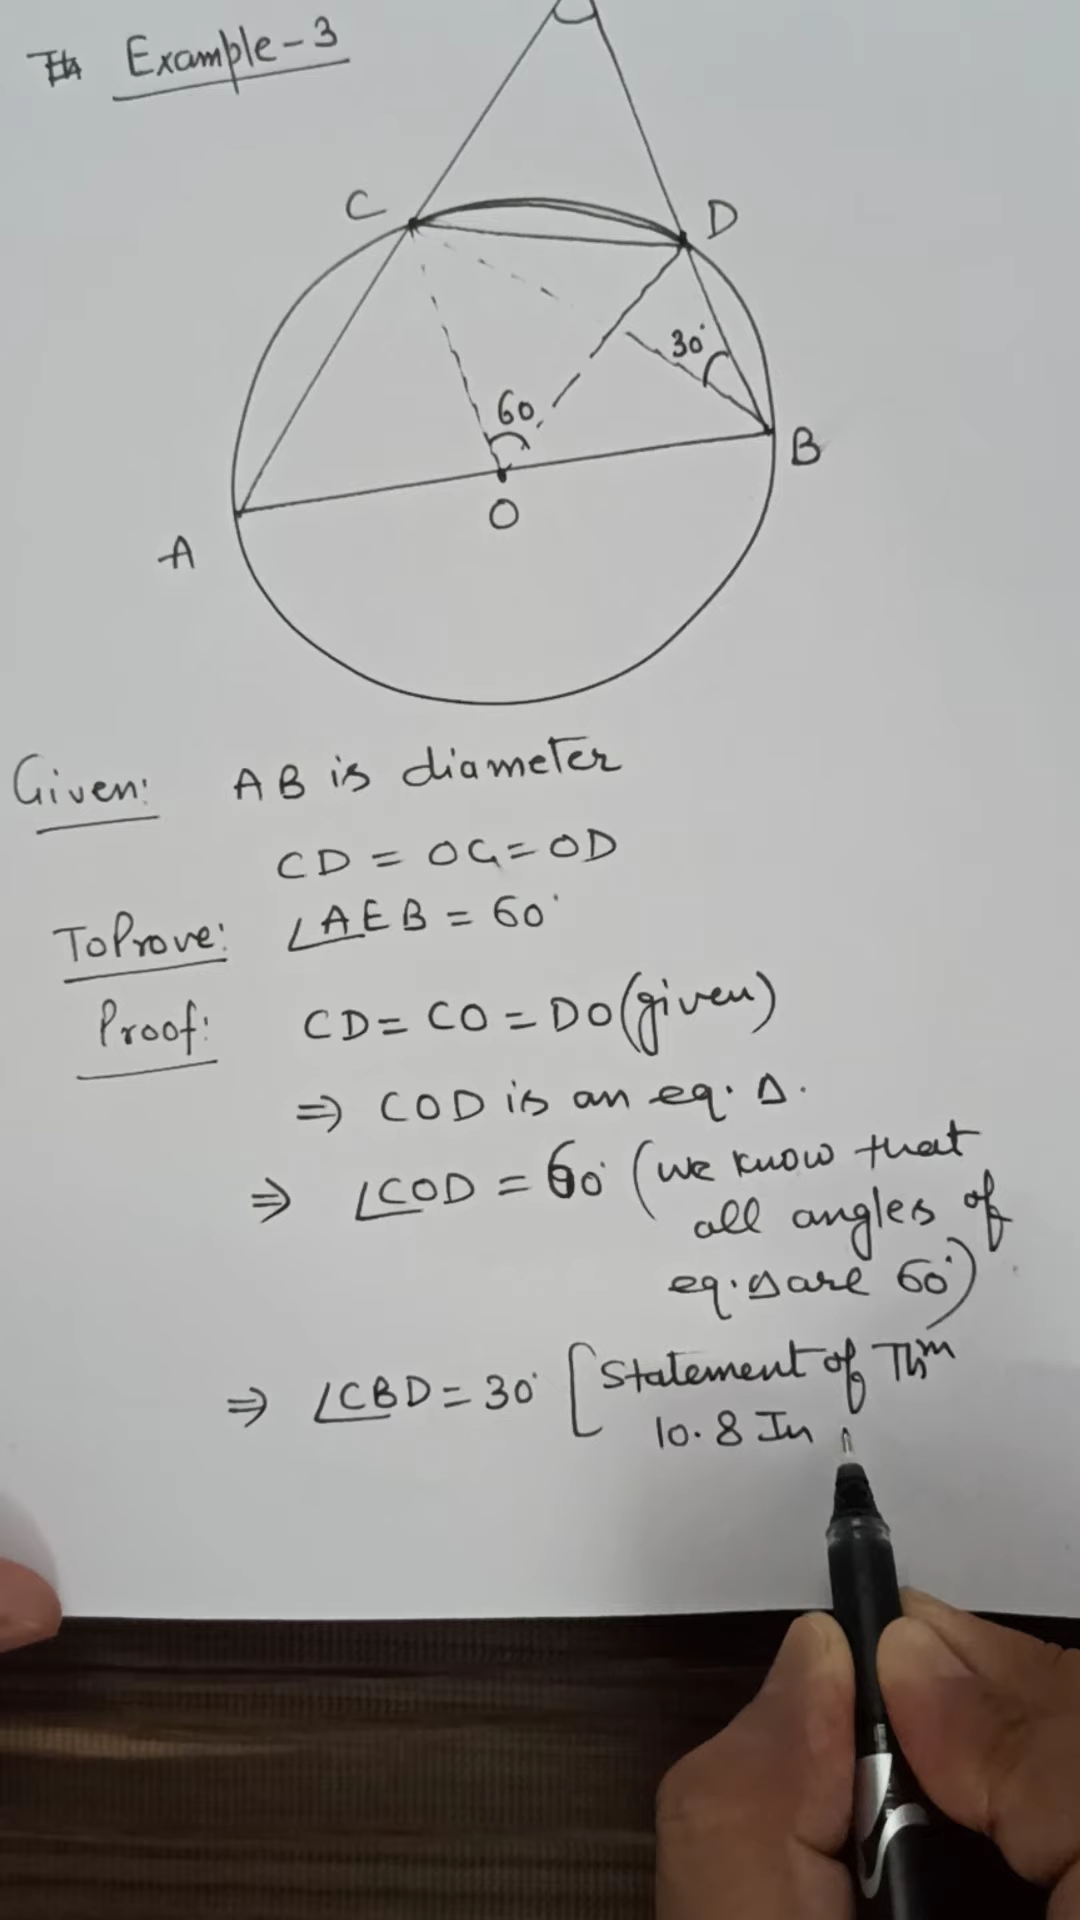 Example-3
C
D
30°
60
B
O
A
Given: AB is diameter
CD = OC = OD
To Prove: ∠AEB = 60°
Proof: CD = CO = DO (given)
⇒ COD is an eq. Δ.
⇒ ∠COD = 60° (we know that
all angles of
eq. Δ are 60°)
⇒ ∠CBD = 30° [Statement of Thm
10.8 In